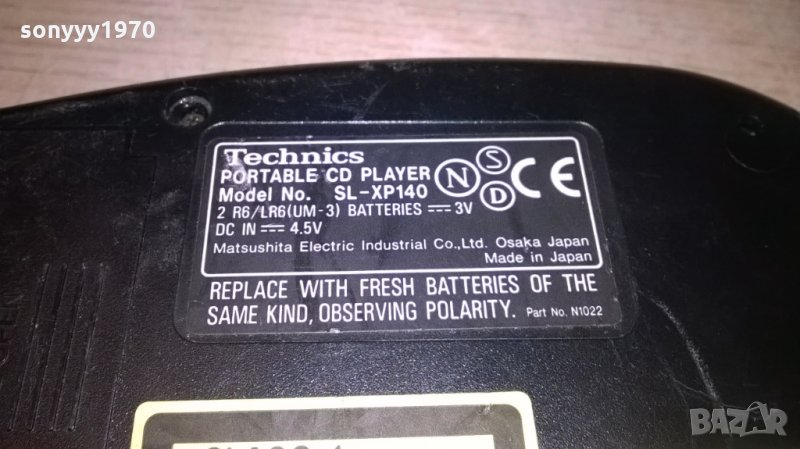 sonyyy1970
Technics
PORTABLE CD PLAYER
Model No. SL-XP140
N S D CE
2 R6/LR6(UM-3) BATTERIES ⎓ 3V
DC IN ⎓ 4.5V
Matsushita Electric Industrial Co.,Ltd. Osaka Japan
Made in Japan
REPLACE WITH FRESH BATTERIES OF THE
SAME KIND, OBSERVING POLARITY. Part No. N1022
BAZAR